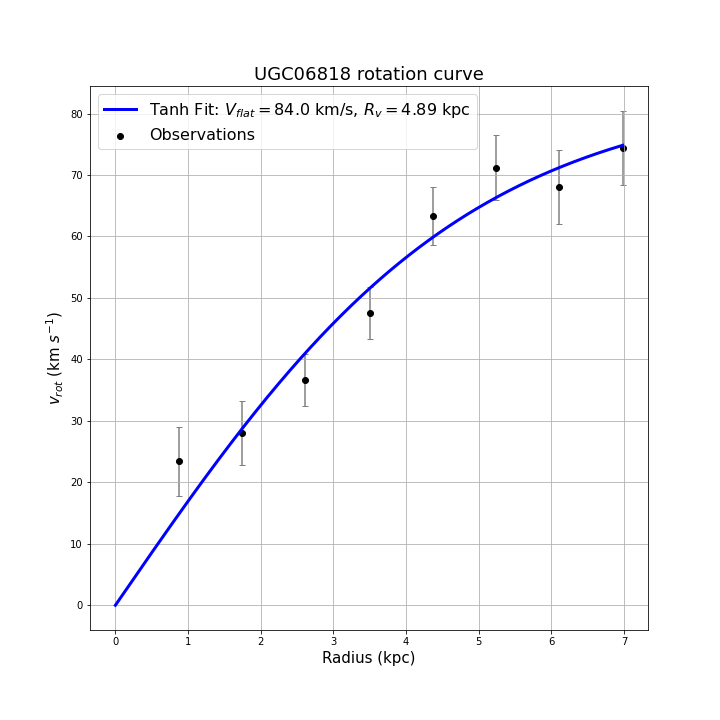 UGC06818 rotation curve
Tanh Fit: $V_{flat} = 84.0$ km/s, $R_v = 4.89$ kpc
Observations
80
70
60
50
40
30
20
10
0
$v_{rot}$ (km $s^{-1}$)
0 1 2 3 4 5 6 7
Radius (kpc)